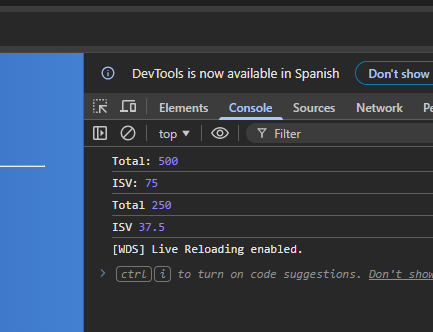 DevTools is now available in Spanish
Don't show
Elements Console Sources Network
top Filter
Total: 500
ISV: 75
Total 250
ISV 37.5
[WDS] Live Reloading enabled.
ctrl i to turn on code suggestions. Don't show